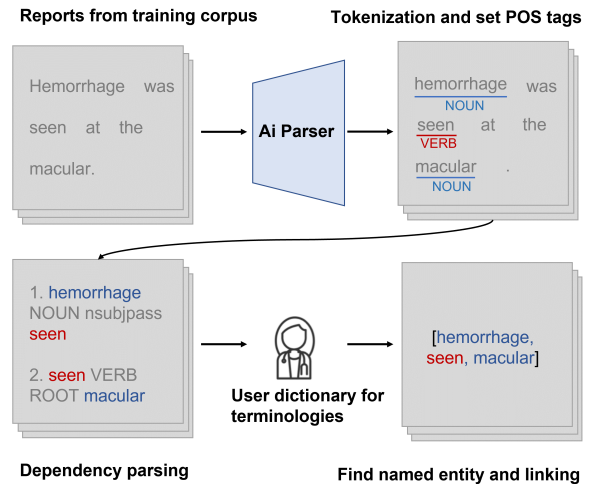 Reports from training corpus
Tokenization and set POS tags
Hemorrhage was
seen at the
macular.
Ai Parser
hemorrhage was
NOUN
seen at the
VERB
macular .
NOUN
1. hemorrhage
NOUN nsubjpass
seen
2. seen VERB
ROOT macular
User dictionary for
terminologies
[hemorrhage,
seen, macular]
Dependency parsing
Find named entity and linking